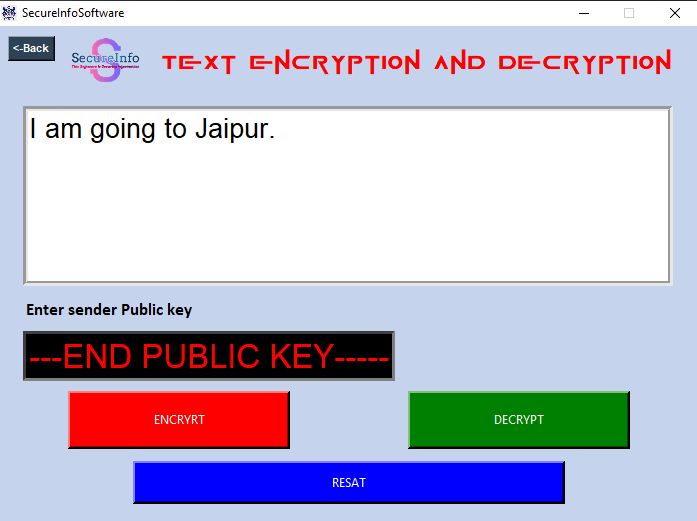 SecureInfoSoftware
<-Back
SecureInfo
TEXT ENCRYPTION AND DECRYPTION
I am going to Jaipur.
Enter sender Public key
---END PUBLIC KEY-----
ENCRYRT
DECRYPT
RESAT